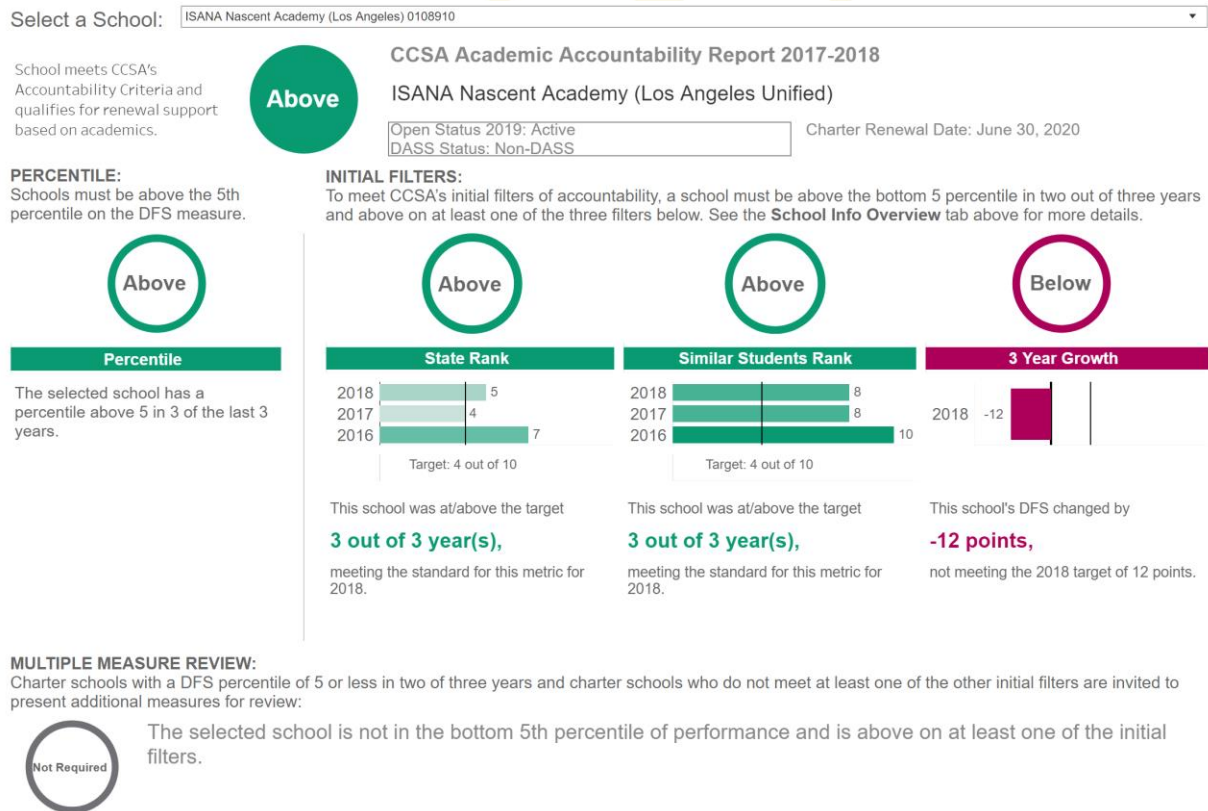 Select a School:
ISANA Nascent Academy (Los Angeles) 0108910
School meets CCSA's
Accountability Criteria and
qualifies for renewal support
based on academics.
Above
CCSA Academic Accountability Report 2017-2018
ISANA Nascent Academy (Los Angeles Unified)
Open Status 2019: Active
DASS Status: Non-DASS
Charter Renewal Date: June 30, 2020
PERCENTILE:
Schools must be above the 5th
percentile on the DFS measure.
INITIAL FILTERS:
To meet CCSA's initial filters of accountability, a school must be above the bottom 5 percentile in two out of three years
and above on at least one of the three filters below. See the School Info Overview tab above for more details.
Above
Percentile
The selected school has a
percentile above 5 in 3 of the last 3
years.
Above
State Rank
2018 5
2017 4
2016 7
Target: 4 out of 10
This school was at/above the target
3 out of 3 year(s),
meeting the standard for this metric for
2018.
Above
Similar Students Rank
2018 8
2017 8
2016 10
Target: 4 out of 10
This school was at/above the target
3 out of 3 year(s),
meeting the standard for this metric for
2018.
Below
3 Year Growth
2018 -12
This school's DFS changed by
-12 points,
not meeting the 2018 target of 12 points.
MULTIPLE MEASURE REVIEW:
Charter schools with a DFS percentile of 5 or less in two of three years and charter schools who do not meet at least one of the other initial filters are invited to
present additional measures for review:
Not Required
The selected school is not in the bottom 5th percentile of performance and is above on at least one of the initial
filters.